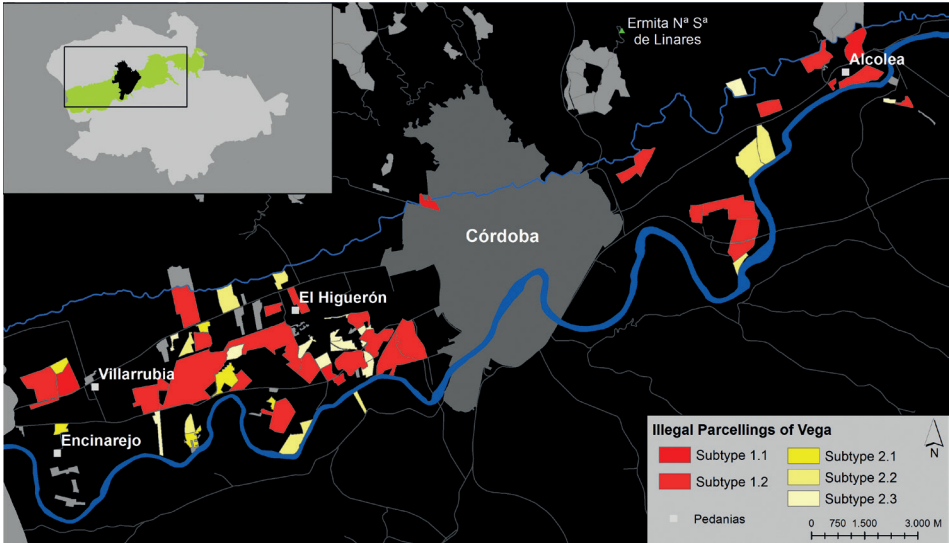 Ermita Nª Sª
de Linares
Alcolea
Córdoba
El Higuerón
Villarrubia
Encinarejo
Illegal Parcellings of Vega
Subtype 1.1
Subtype 1.2
Subtype 2.1
Subtype 2.2
Subtype 2.3
Pedanias
N
0 750 1.500 3.000 M